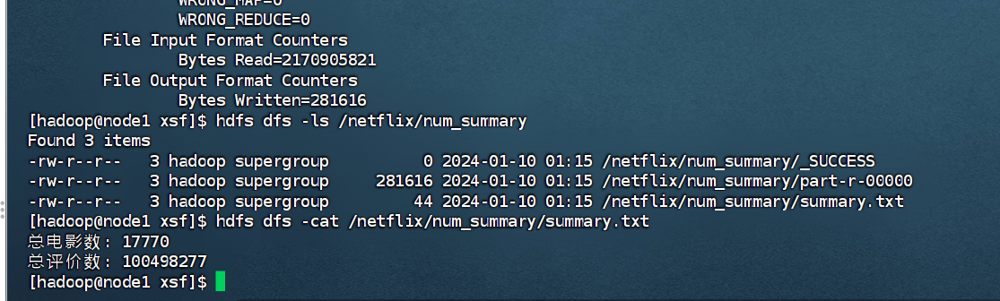 WRONG_MAP=0
WRONG_REDUCE=0
File Input Format Counters
Bytes Read=2170905821
File Output Format Counters
Bytes Written=281616
[hadoop@node1 xsf]$ hdfs dfs -ls /netflix/num_summary
Found 3 items
-rw-r--r--   3 hadoop supergroup          0 2024-01-10 01:15 /netflix/num_summary/_SUCCESS
-rw-r--r--   3 hadoop supergroup     281616 2024-01-10 01:15 /netflix/num_summary/part-r-00000
-rw-r--r--   3 hadoop supergroup         44 2024-01-10 01:15 /netflix/num_summary/summary.txt
[hadoop@node1 xsf]$ hdfs dfs -cat /netflix/num_summary/summary.txt
总电影数: 17770
总评价数: 100498277
[hadoop@node1 xsf]$